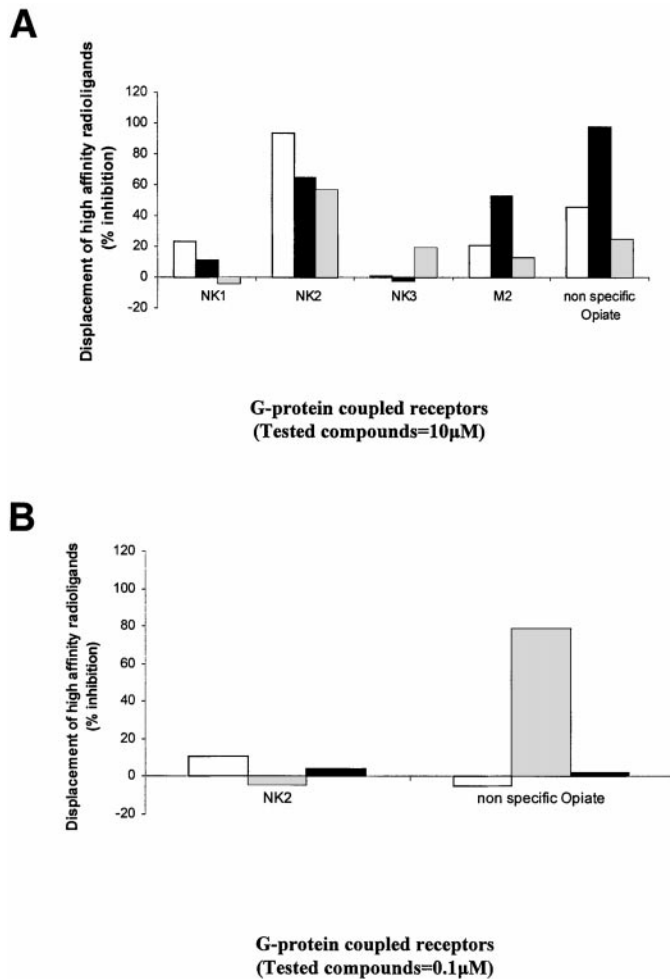 A
Displacement of high affinity radioligands
(% inhibition)
120
100
80
60
40
20
0
-20
NK1
NK2
NK3
M2
non specific
Opiate
G-protein coupled receptors
(Tested compounds=10µM)
B
Displacement of high affinity radioligands
(% inhibition)
120
100
80
60
40
20
0
-20
NK2
non specific Opiate
G-protein coupled receptors
(Tested compounds=0.1µM)